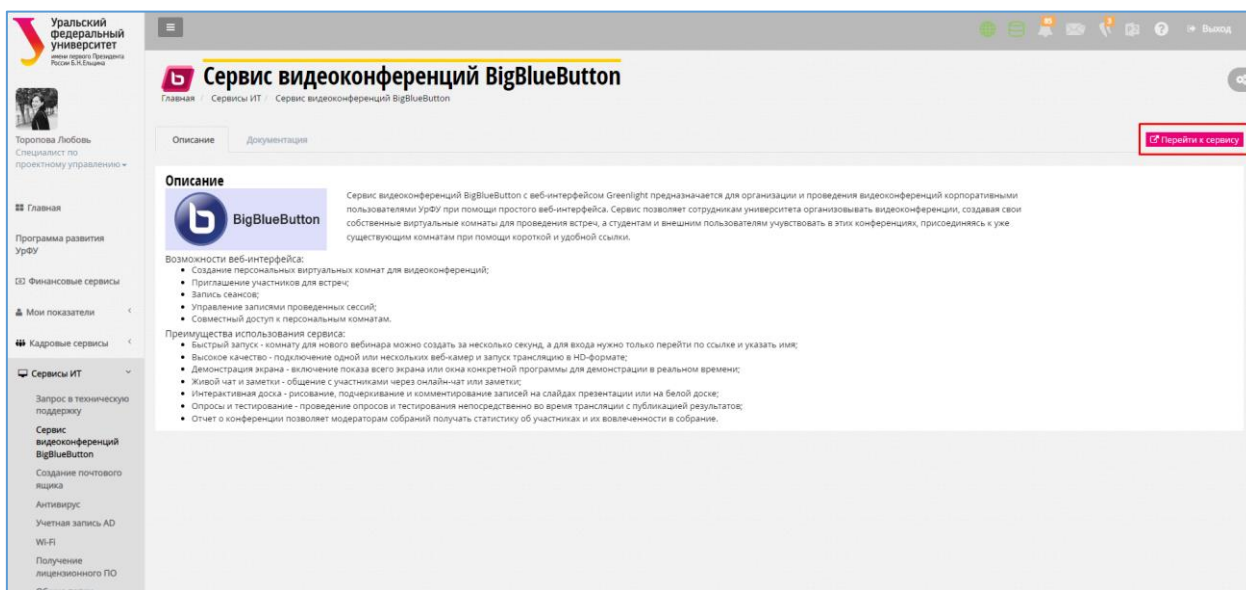 Уральский
федеральный
университет
имени первого Президента
России Б.Н.Ельцина
Торопова Любовь
Специалист по
проектному управлению
Главная
Программа развития
УрФУ
Финансовые сервисы
Мои показатели
Кадровые сервисы
Сервисы ИТ
Запрос в техническую
поддержку
Сервис
видеоконференций
BigBlueButton
Создание почтового
ящика
Антивирус
Учетная запись AD
Wi-Fi
Получение
лицензионного ПО
Выход
Сервис видеоконференций BigBlueButton
Главная / Сервисы ИТ / Сервис видеоконференций BigBlueButton
Описание Документация
Перейти к сервису
Описание
BigBlueButton
Сервис видеоконференций BigBlueButton с веб-интерфейсом Greenlight предназначается для организации и проведения видеоконференций корпоративными
пользователями УрФУ при помощи простого веб-интерфейса. Сервис позволяет сотрудникам университета организовывать видеоконференции, создавая свои
собственные виртуальные комнаты для проведения встреч, а студентам и внешним пользователям учувствовать в этих конференциях, присоединяясь к уже
существующим комнатам при помощи короткой и удобной ссылки.
Возможности веб-интерфейса:
• Создание персональных виртуальных комнат для видеоконференций;
• Приглашение участников для встреч;
• Запись сеансов;
• Управление записями проведенных сессий;
• Совместный доступ к персональным комнатам.
Преимущества использования сервиса:
• Быстрый запуск - комнату для нового вебинара можно создать за несколько секунд, а для входа нужно только перейти по ссылке и указать имя;
• Высокое качество - подключение одной или нескольких веб-камер и запуск трансляцию в HD-формате;
• Демонстрация экрана - включение показа всего экрана или окна конкретной программы для демонстрации в реальном времени;
• Живой чат и заметки - общение с участниками через онлайн-чат или заметки;
• Интерактивная доска - рисование, подчеркивание и комментирование записей на слайдах презентации или на белой доске;
• Опросы и тестирование - проведение опросов и тестирования непосредственно во время трансляции с публикацией результатов;
• Отчет о конференции позволяет модераторам собраний получать статистику об участниках и их вовлеченности в собрание.